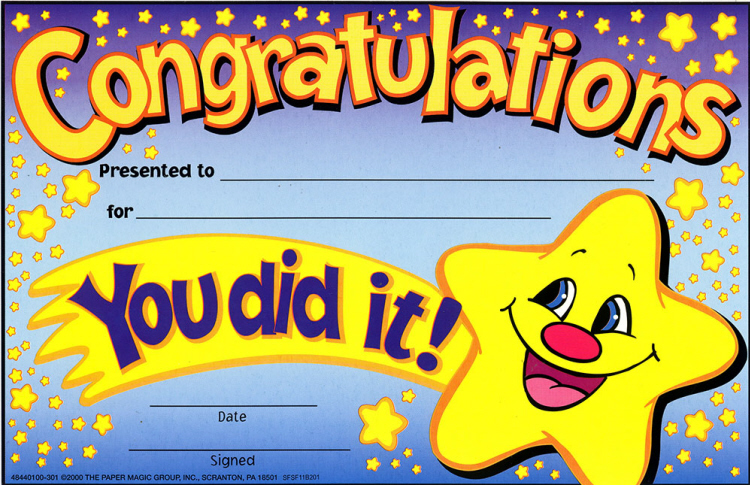 Congratulations
Presented to
for
You did it!
Date
Signed
48440100-301 ©2000 THE PAPER MAGIC GROUP, INC., SCRANTON, PA 18501 SFSF11B201